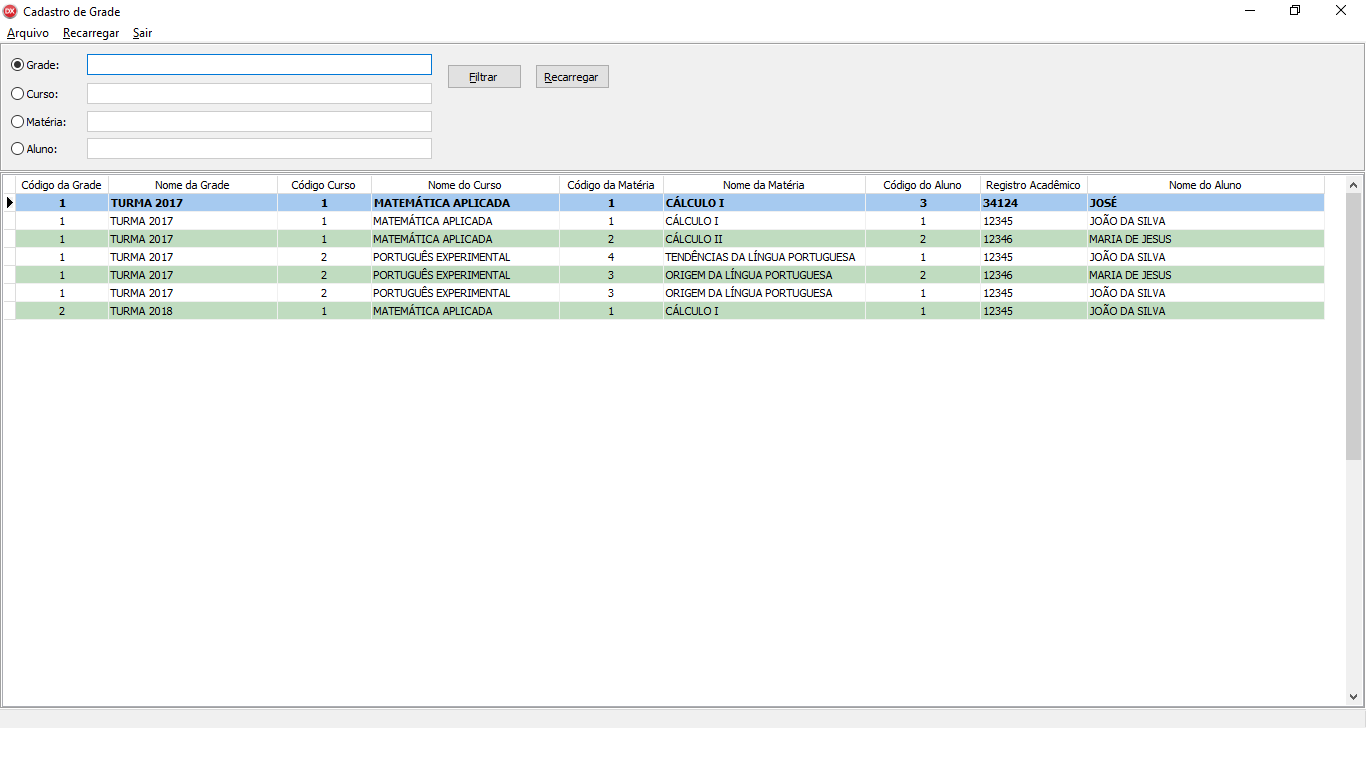 DX Cadastro de Grade
Arquivo Recarregar Sair
Grade:
Filtrar Recarregar
Curso:
Matéria:
Aluno:
Código da Grade Nome da Grade Código Curso Nome do Curso Código da Matéria Nome da Matéria Código do Aluno Registro Acadêmico Nome do Aluno
1 TURMA 2017 1 MATEMÁTICA APLICADA 1 CÁLCULO I 3 34124 JOSÉ
1 TURMA 2017 1 MATEMÁTICA APLICADA 1 CÁLCULO I 1 12345 JOÃO DA SILVA
1 TURMA 2017 1 MATEMÁTICA APLICADA 2 CÁLCULO II 2 12346 MARIA DE JESUS
1 TURMA 2017 2 PORTUGUÊS EXPERIMENTAL 4 TENDÊNCIAS DA LÍNGUA PORTUGUESA 1 12345 JOÃO DA SILVA
1 TURMA 2017 2 PORTUGUÊS EXPERIMENTAL 3 ORIGEM DA LÍNGUA PORTUGUESA 2 12346 MARIA DE JESUS
1 TURMA 2017 2 PORTUGUÊS EXPERIMENTAL 3 ORIGEM DA LÍNGUA PORTUGUESA 1 12345 JOÃO DA SILVA
2 TURMA 2018 1 MATEMÁTICA APLICADA 1 CÁLCULO I 1 12345 JOÃO DA SILVA